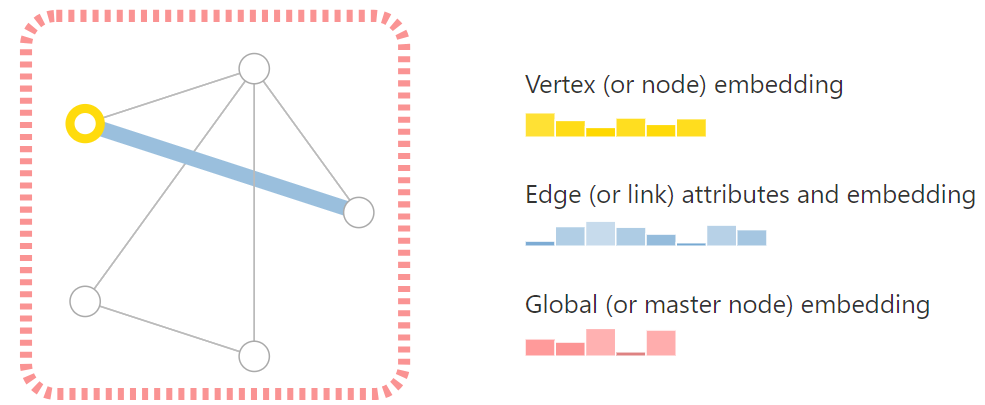 Vertex (or node) embedding
Edge (or link) attributes and embedding
Global (or master node) embedding